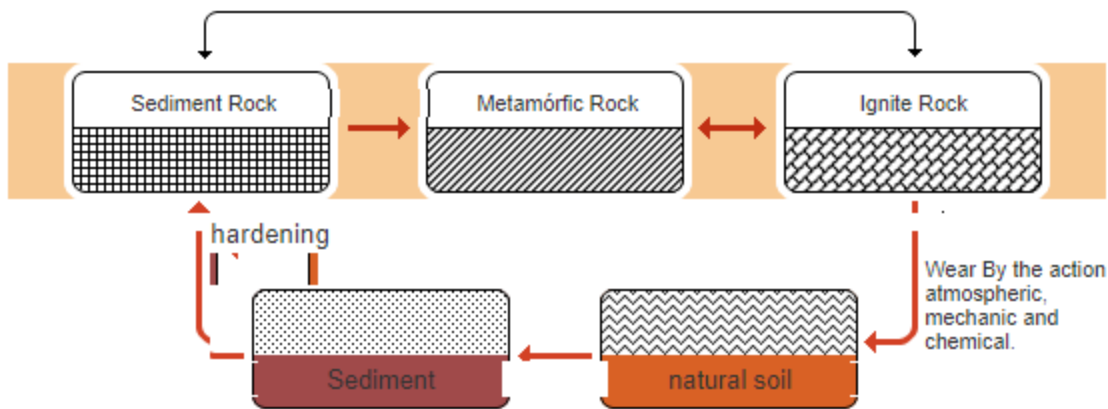 Sediment Rock
Metamórfic Rock
Ignite Rock
hardening
Wear By the action
atmospheric,
mechanic and
chemical.
Sediment
natural soil